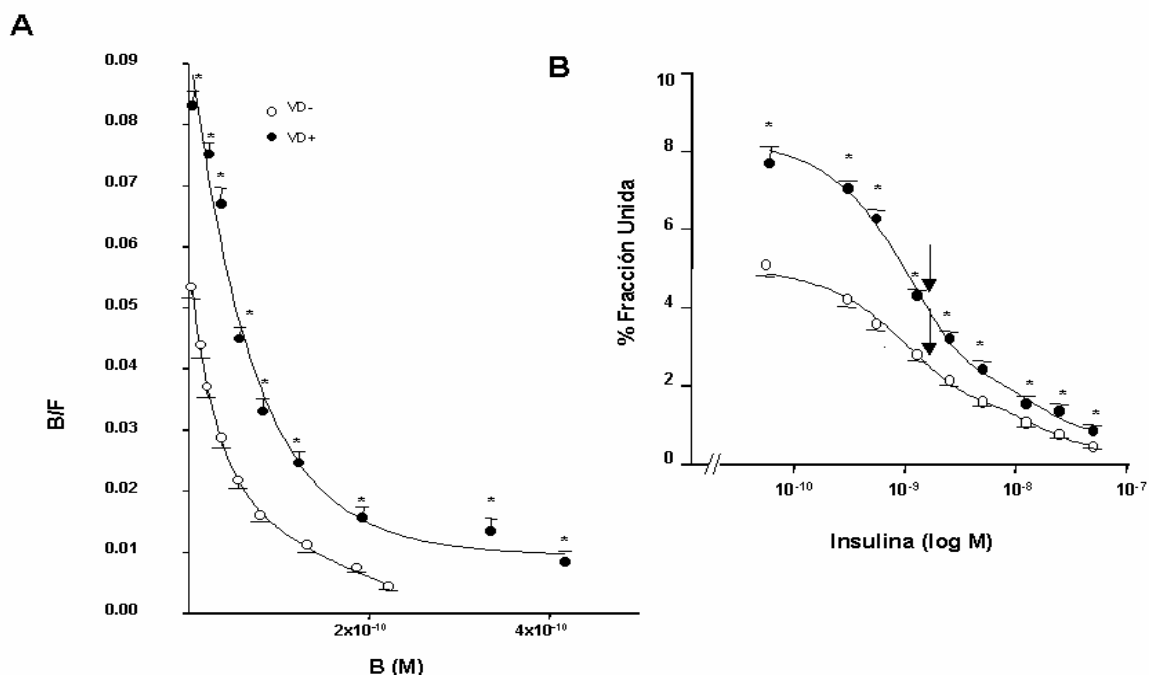 A
0.09
0.08
0.07
0.06
0.05
0.04
0.03
0.02
0.01
0.00
B/F
VD-
VD+
2x10-10
4x10-10
B (M)
B
10
8
6
4
2
0
% Fracción Unida
10-10
10-9
10-8
10-7
Insulina (log M)